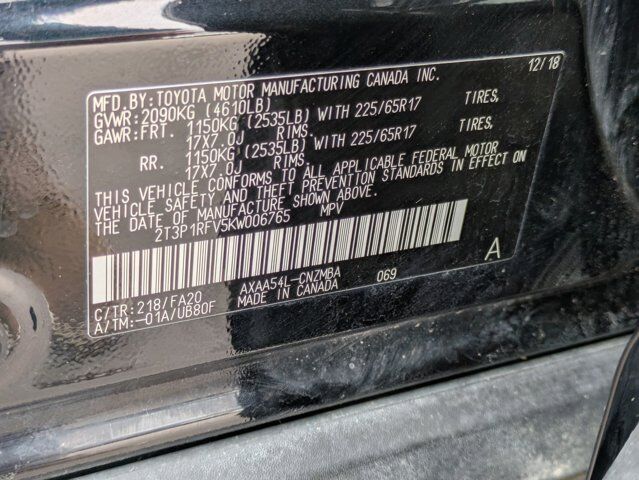 MFD.BY:TOYOTA MOTOR MANUFACTURING CANADA INC. 12/18
GVWR:2090KG (4610LB)
GAWR:FRT. 1150KG (2535LB) WITH 225/65R17 TIRES,
17X7.0J RIMS.
RR. 1150KG (2535LB) WITH 225/65R17 TIRES,
17X7.0J RIMS.
THIS VEHICLE CONFORMS TO ALL APPLICABLE FEDERAL MOTOR
VEHICLE SAFETY AND THEFT PREVENTION STANDARDS IN EFFECT ON
THE DATE OF MANUFACTURE SHOWN ABOVE.
2T3P1RFV5KW006765 MPV
A
C/TR:218/FA20 AXAA54L-CNZMBA 069
A/TM:-01A/UB80F MADE IN CANADA